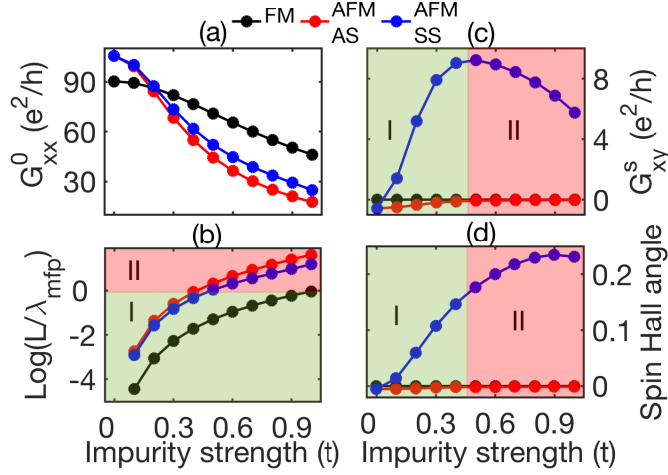 FM AFM AFM
AS SS
(a) (c)
90
60
30
G⁰xx (e²/h)
I II
8
4
0
Gˢxy (e²/h)
(b) (d)
II
I
0
-2
-4
Log(L/λmfp)
I II
0.2
0.1
0
Spin Hall angle
0 0.3 0.6 0.9 0 0.3 0.6 0.9
Impurity strength (t) Impurity strength (t)